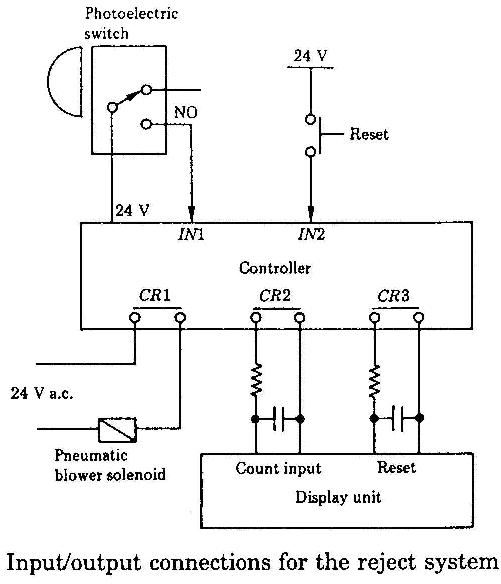 Photoelectric
switch
24 V
NO
Reset
24 V
IN1
IN2
Controller
CR1
CR2
CR3
24 V a.c.
Pneumatic
blower solenoid
Count input
Reset
Display unit
Input/output connections for the reject system